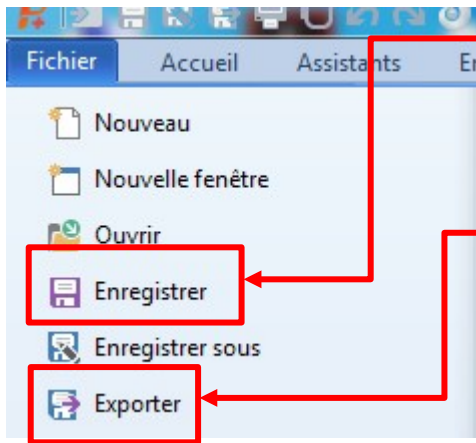 Fichier Accueil Assistants
Nouveau
Nouvelle fenêtre
Ouvrir
Enregistrer
Enregistrer sous
Exporter